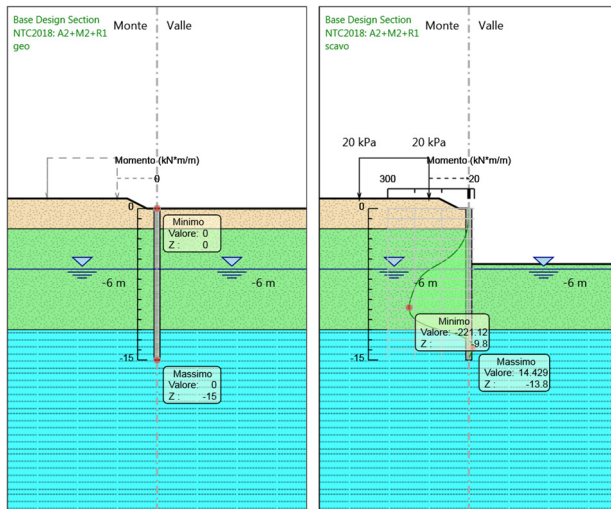 Base Design Section
NTC2018: A2+M2+R1
geo
Monte
Valle
Momento (kN*m/m)
0
0
Minimo
Valore: 0
Z : 0
-6 m
-6 m
-15
Massimo
Valore: 0
Z : -15
Base Design Section
NTC2018: A2+M2+R1
scavo
Monte
Valle
20 kPa
20 kPa
Momento (kN*m/m)
300
20
0
-6 m
-6 m
Minimo
Valore: -221.12
Z : -9.8
-15
Massimo
Valore: 14.429
Z : -13.8